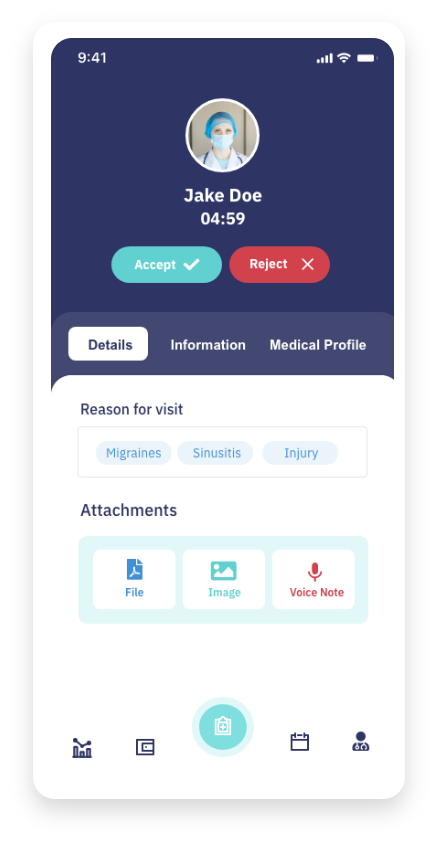 9:41
Jake Doe
04:59
Accept Reject
Details Information Medical Profile
Reason for visit
Migraines Sinusitis Injury
Attachments
File Image Voice Note